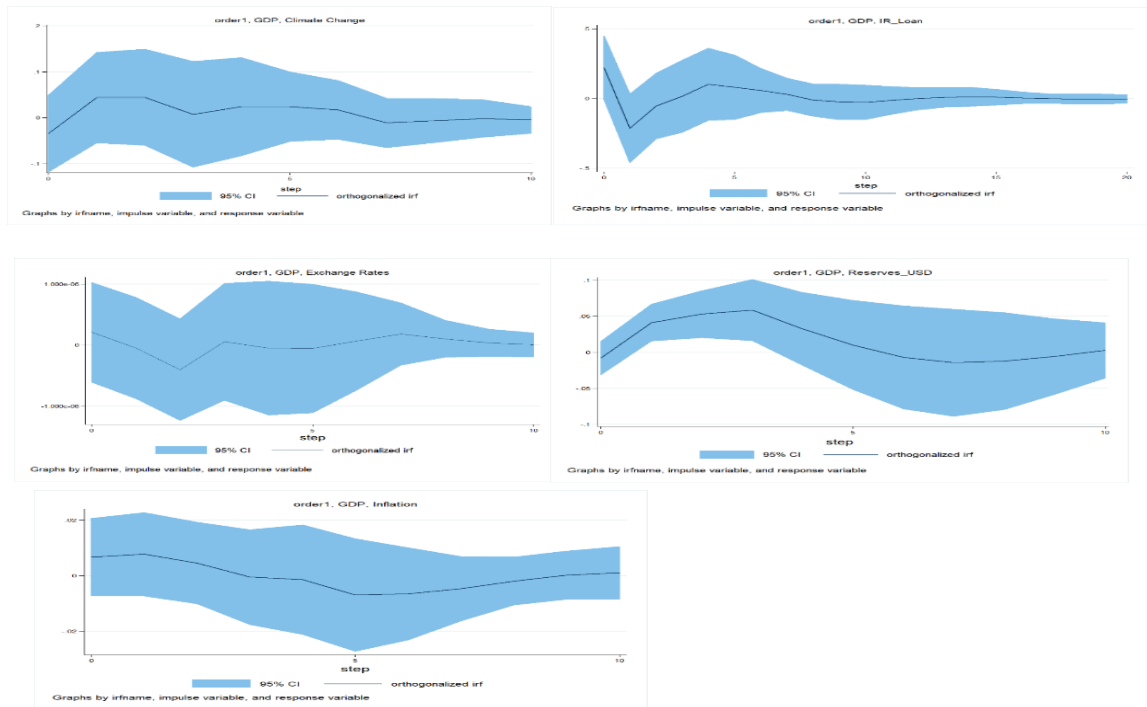 order1, GDP, Climate Change
2
1
0
-.1
0
5
10
step
95% CI
orthogonalized irf
Graphs by irfname, impulse variable, and response variable
order1, GDP, IR_Loan
5
0
-.5
0
5
10
15
20
step
95% CI
orthogonalized irf
Graphs by irfname, impulse variable, and response variable
order1, GDP, Exchange Rates
1.000e-06
0
-1.000e-06
0
5
10
step
95% CI
orthogonalized irf
Graphs by irfname, impulse variable, and response variable
order1, GDP, Reserves_USD
.1
.05
0
-.05
-.1
0
5
10
step
95% CI
orthogonalized irf
Graphs by irfname, impulse variable, and response variable
order1, GDP, Inflation
.02
0
-.02
0
5
10
step
95% CI
orthogonalized irf
Graphs by irfname, impulse variable, and response variable